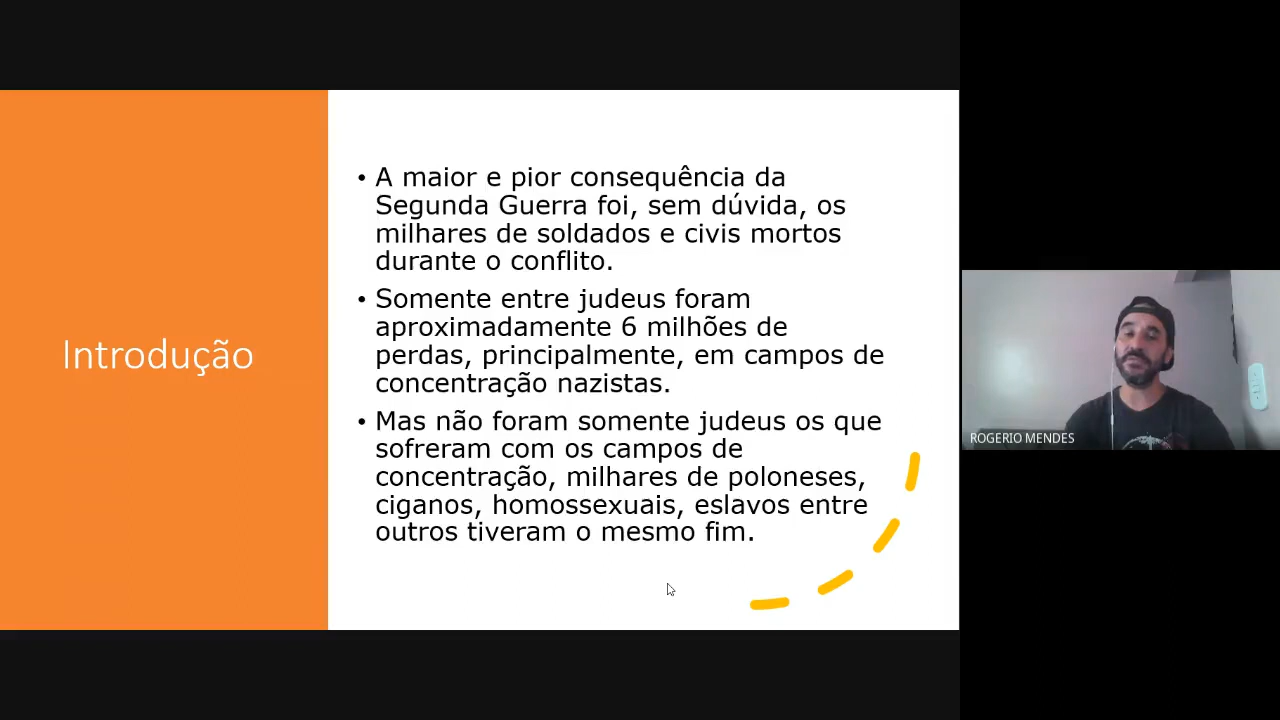 Introdução
• A maior e pior consequência da
Segunda Guerra foi, sem dúvida, os
milhares de soldados e civis mortos
durante o conflito.
• Somente entre judeus foram
aproximadamente 6 milhões de
perdas, principalmente, em campos de
concentração nazistas.
• Mas não foram somente judeus os que
sofreram com os campos de
concentração, milhares de poloneses,
ciganos, homossexuais, eslavos entre
outros tiveram o mesmo fim.
ROGERIO MENDES